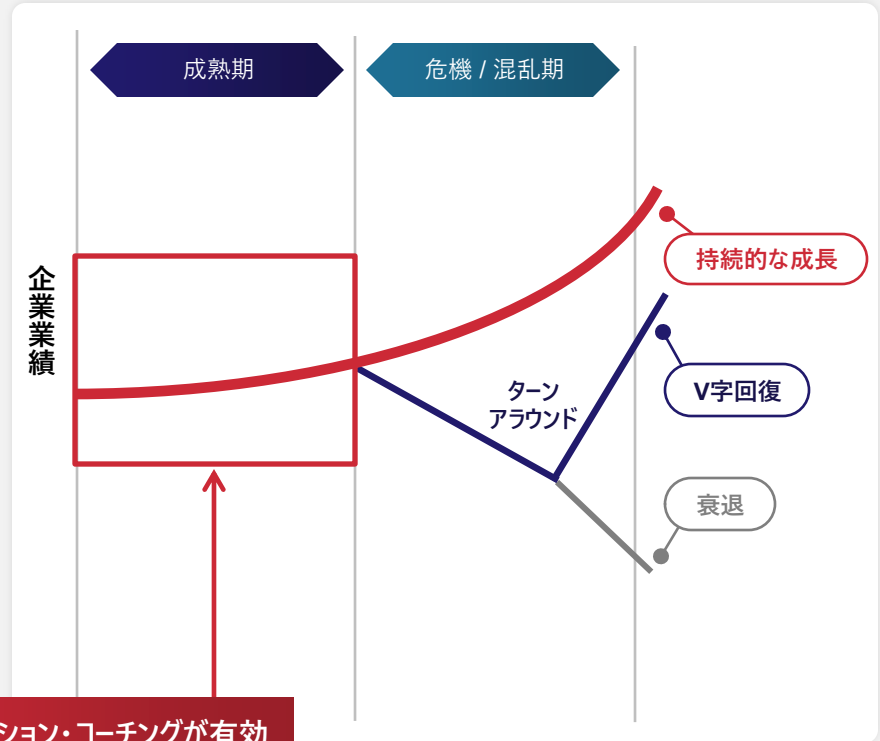 成熟期
危機 / 混乱期
企業業績
持続的な成長
ターン
アラウンド
V字回復
衰退
ション・コーチングが有効